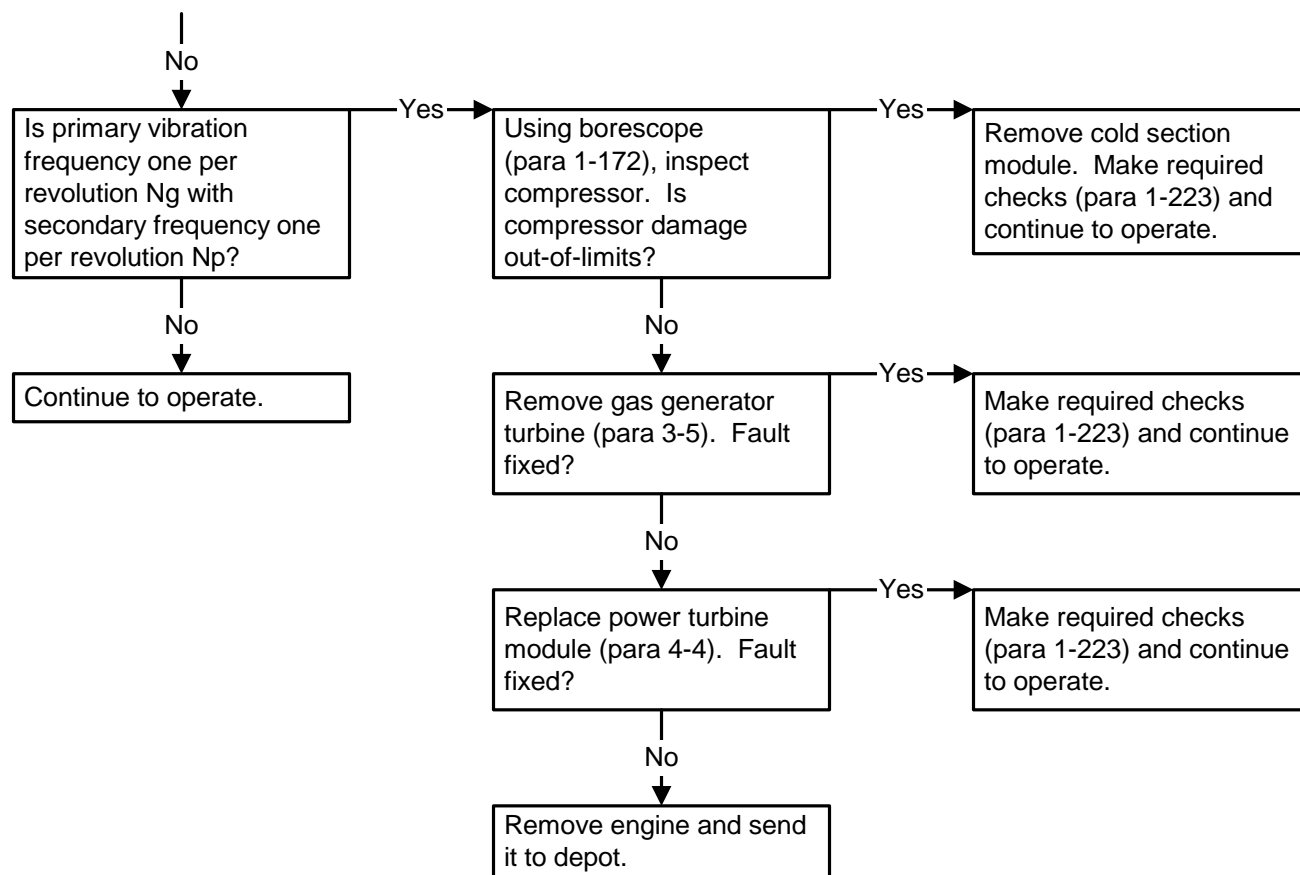 No
Is primary vibration
frequency one per
revolution Ng with
secondary frequency one
per revolution Np?
Yes
Using borescope
(para 1-172), inspect
compressor.  Is
compressor damage
out-of-limits?
Yes
Remove cold section
module.  Make required
checks (para 1-223) and
continue to operate.
No
Continue to operate.
No
Remove gas generator
turbine (para 3-5).  Fault
fixed?
Yes
Make required checks
(para 1-223) and continue
to operate.
No
Replace power turbine
module (para 4-4).  Fault
fixed?
Yes
Make required checks
(para 1-223) and continue
to operate.
No
Remove engine and send
it to depot.